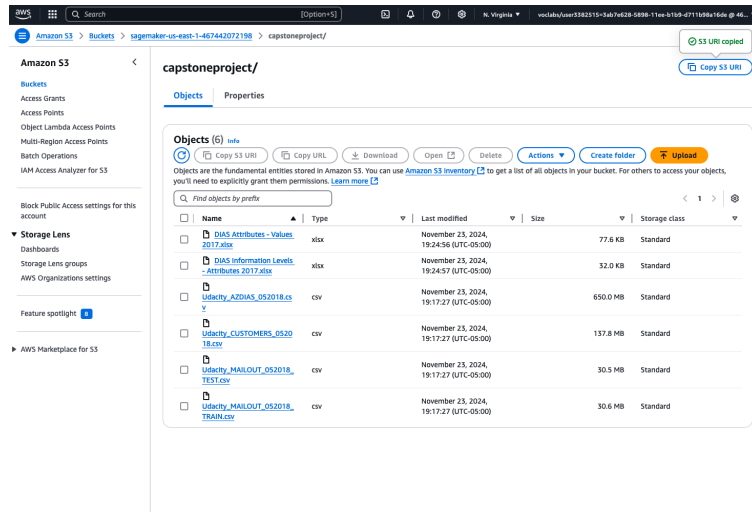 aws
Search
[Option+S]
N. Virginia ▼
voclabs/user3382515=3ab7e628-5898-11ee-b1b9-d711b98a16de @ 46...
Amazon S3 > Buckets > sagemaker-us-east-1-467442072198 > capstoneproject/
S3 URI copied
Amazon S3
Buckets
Access Grants
Access Points
Object Lambda Access Points
Multi-Region Access Points
Batch Operations
IAM Access Analyzer for S3
Block Public Access settings for this
account
Storage Lens
Dashboards
Storage Lens groups
AWS Organizations settings
Feature spotlight 8
AWS Marketplace for S3
capstoneproject/
Copy S3 URI
Objects
Properties
Objects (6) Info
Copy S3 URI
Copy URL
Download
Open
Delete
Actions ▼
Create folder
Upload
Objects are the fundamental entities stored in Amazon S3. You can use Amazon S3 inventory to get a list of all objects in your bucket. For others to access your objects,
you'll need to explicitly grant them permissions. Learn more
Find objects by prefix
< 1 >
Name ▲ | Type ▽ | Last modified ▽ | Size ▽ | Storage class ▽
DIAS Attributes - Values
2017.xlsx
xlsx
November 23, 2024,
19:24:56 (UTC-05:00)
77.6 KB
Standard
DIAS Information Levels
- Attributes 2017.xlsx
xlsx
November 23, 2024,
19:24:57 (UTC-05:00)
32.0 KB
Standard
Udacity_AZDIAS_052018.cs
v
csv
November 23, 2024,
19:17:27 (UTC-05:00)
650.0 MB
Standard
Udacity_CUSTOMERS_0520
18.csv
csv
November 23, 2024,
19:17:27 (UTC-05:00)
137.8 MB
Standard
Udacity_MAILOUT_052018_
TEST.csv
csv
November 23, 2024,
19:17:27 (UTC-05:00)
30.5 MB
Standard
Udacity_MAILOUT_052018_
TRAIN.csv
csv
November 23, 2024,
19:17:27 (UTC-05:00)
30.6 MB
Standard